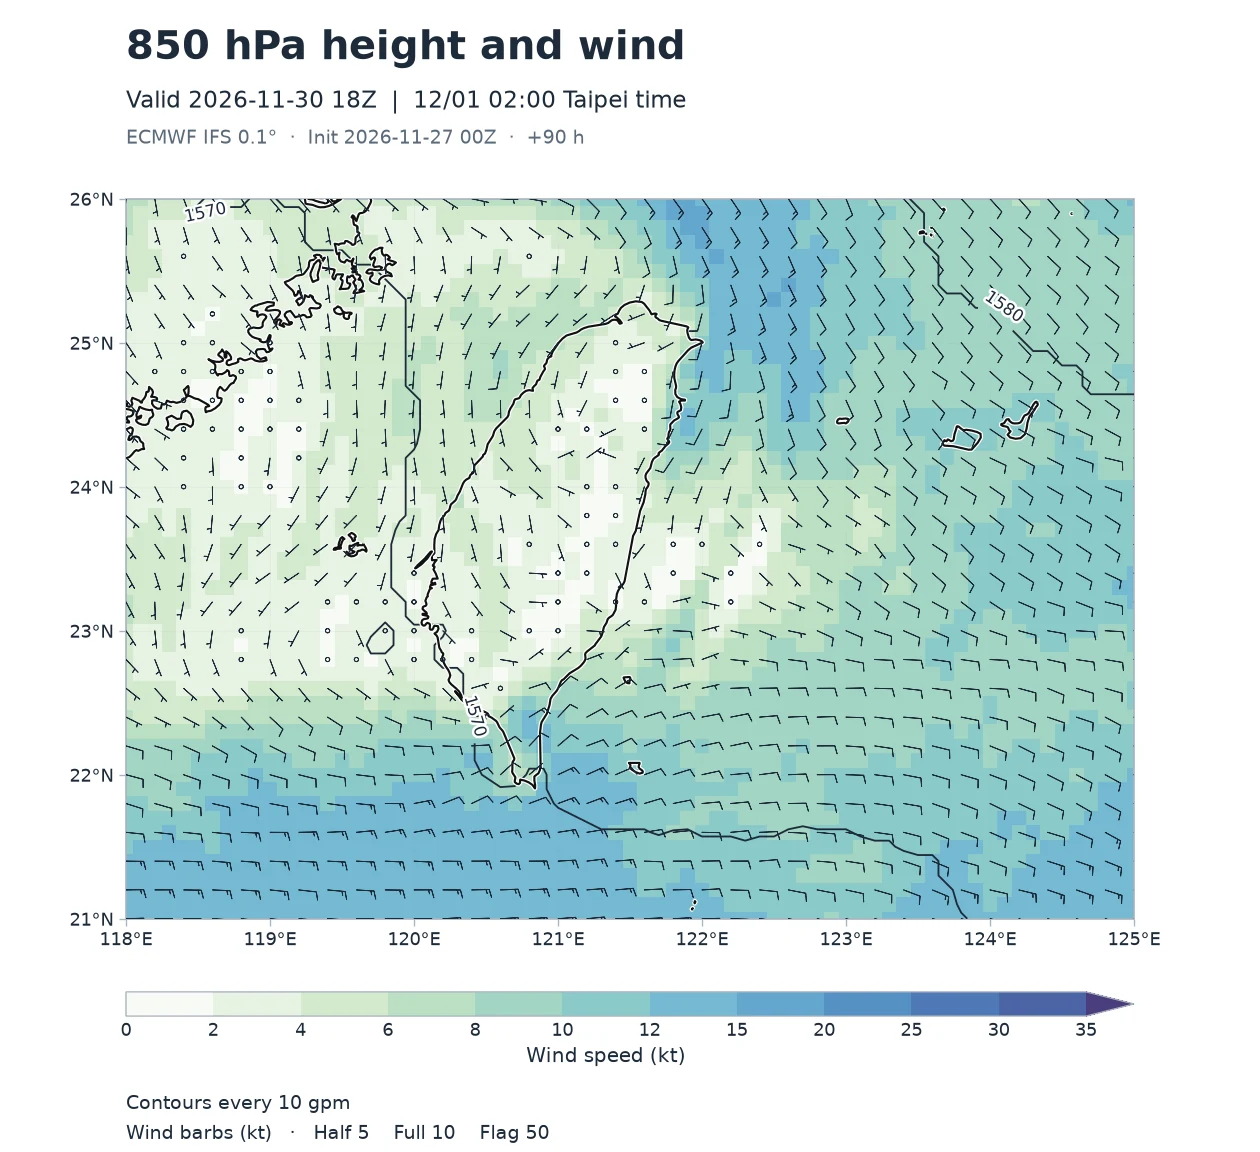 850 hPa height and wind
Valid 2026-11-30 18Z | 12/01 02:00 Taipei time
ECMWF IFS 0.1° · Init 2026-11-27 00Z · +90 h
26°N
25°N
24°N
23°N
22°N
21°N
1570
1580
1570
118°E 119°E 120°E 121°E 122°E 123°E 124°E 125°E
0 2 4 6 8 10 12 15 20 25 30 35
Wind speed (kt)
Contours every 10 gpm
Wind barbs (kt) · Half 5 Full 10 Flag 50